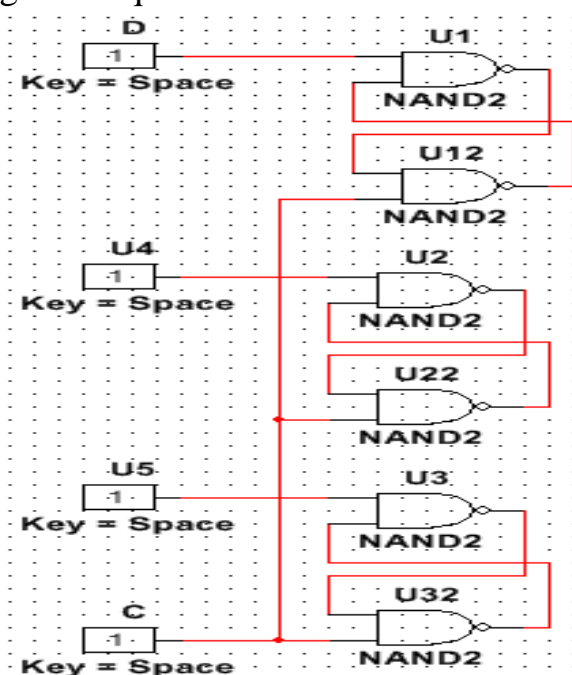 D
1
Key = Space
U1
NAND2
U12
NAND2
U4
1
Key = Space
U2
NAND2
U22
NAND2
U5
1
Key = Space
U3
NAND2
U32
NAND2
C
1
Key = Space